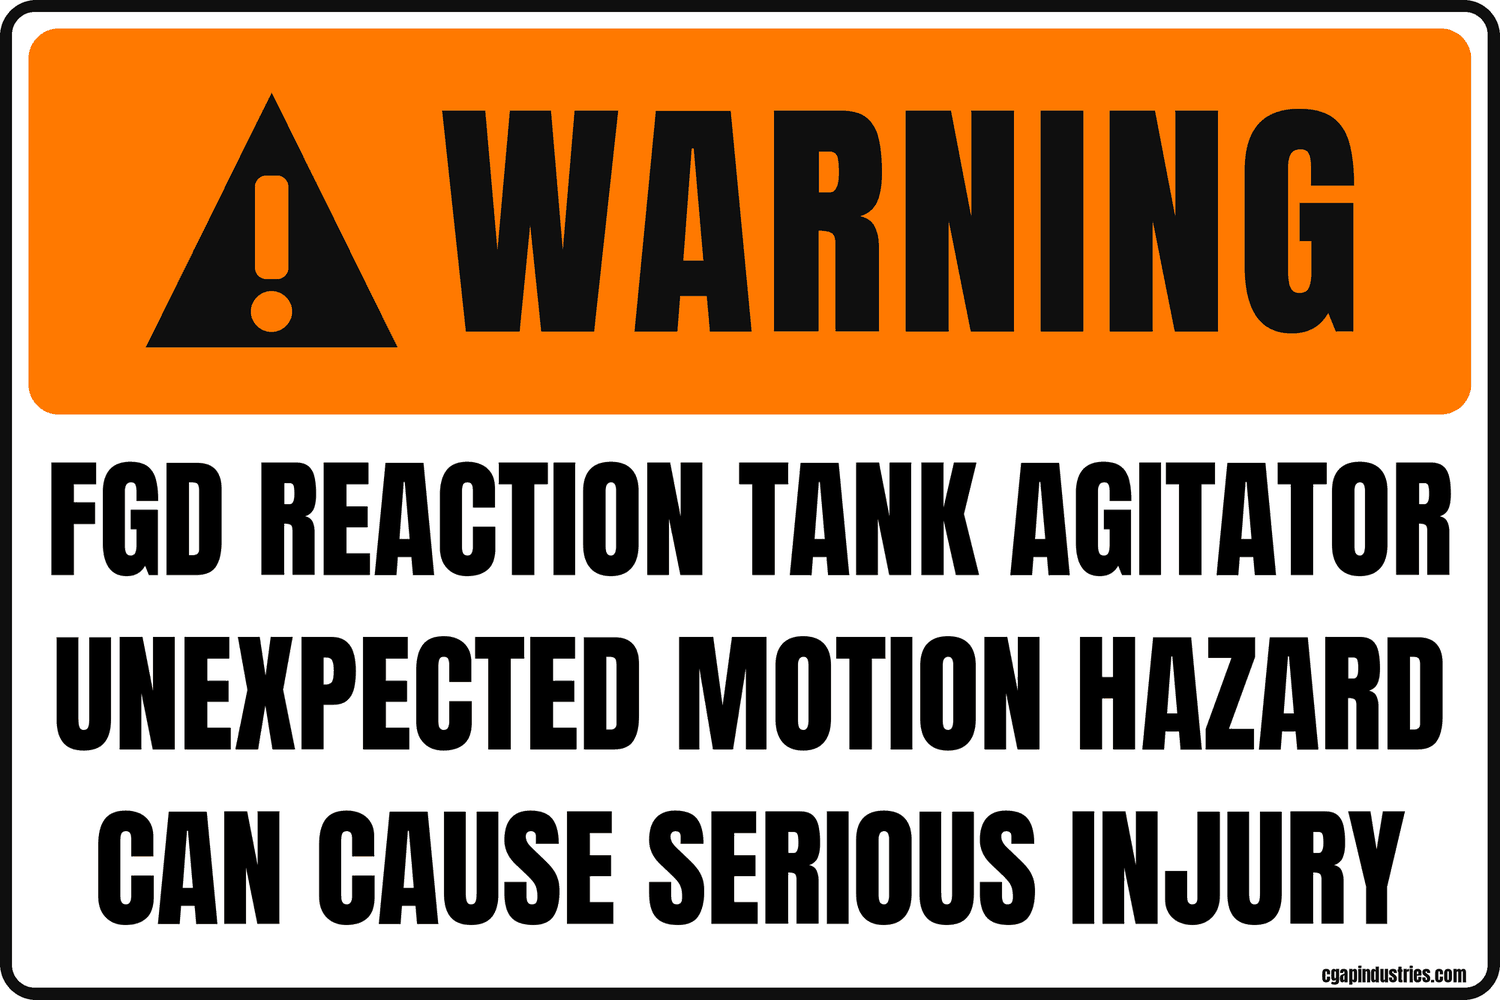 WARNING
FGD REACTION TANK AGITATOR
UNEXPECTED MOTION HAZARD
CAN CAUSE SERIOUS INJURY
cgapindustries.com